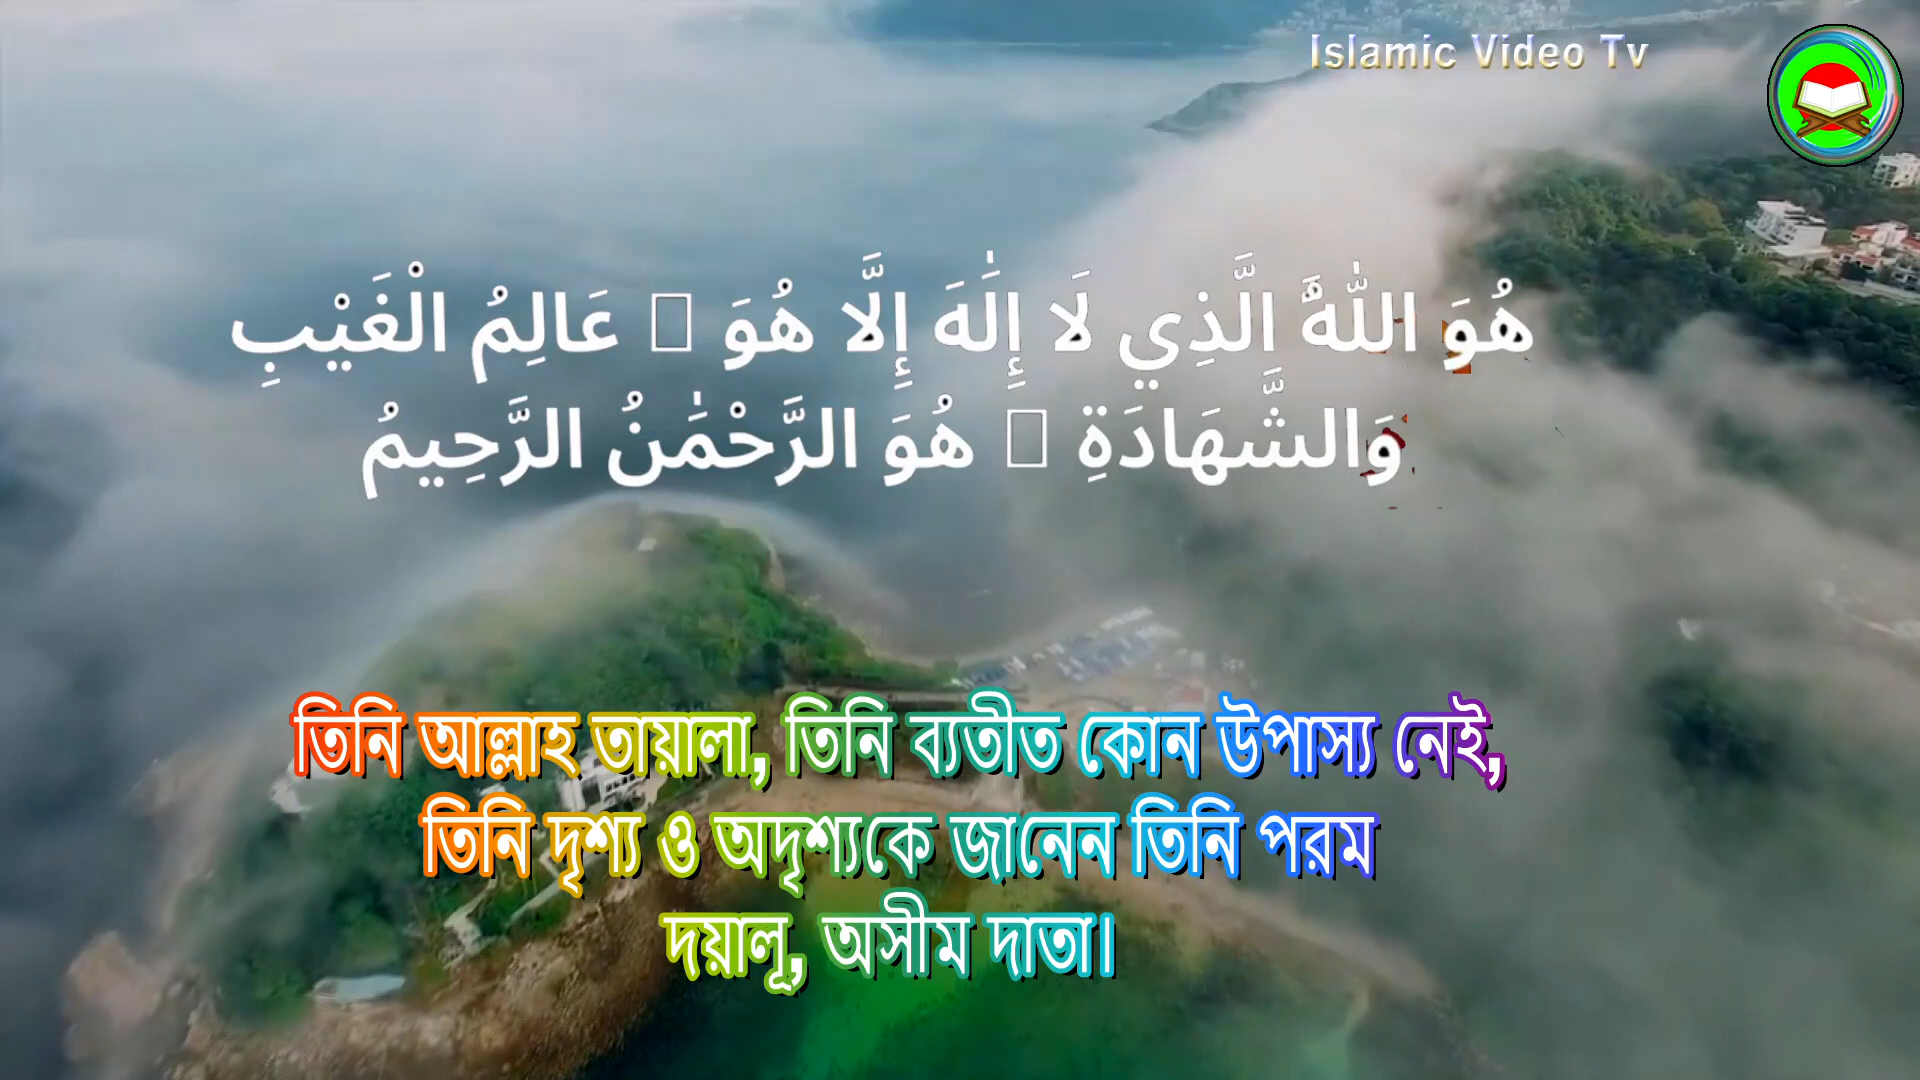 Islamic Video Tv
هُوَ اللَّهُ الَّذِي لَا إِلَٰهَ إِلَّا هُوَ ۖ عَالِمُ الْغَيْبِ
وَالشَّهَادَةِ ۖ هُوَ الرَّحْمَٰنُ الرَّحِيمُ
তিনি আল্লাহ তায়ালা, তিনি ব্যতীত কোন উপাস্য নেই,
তিনি দৃশ্য ও অদৃশ্যকে জানেন তিনি পরম
দয়ালূ, অসীম দাতা।